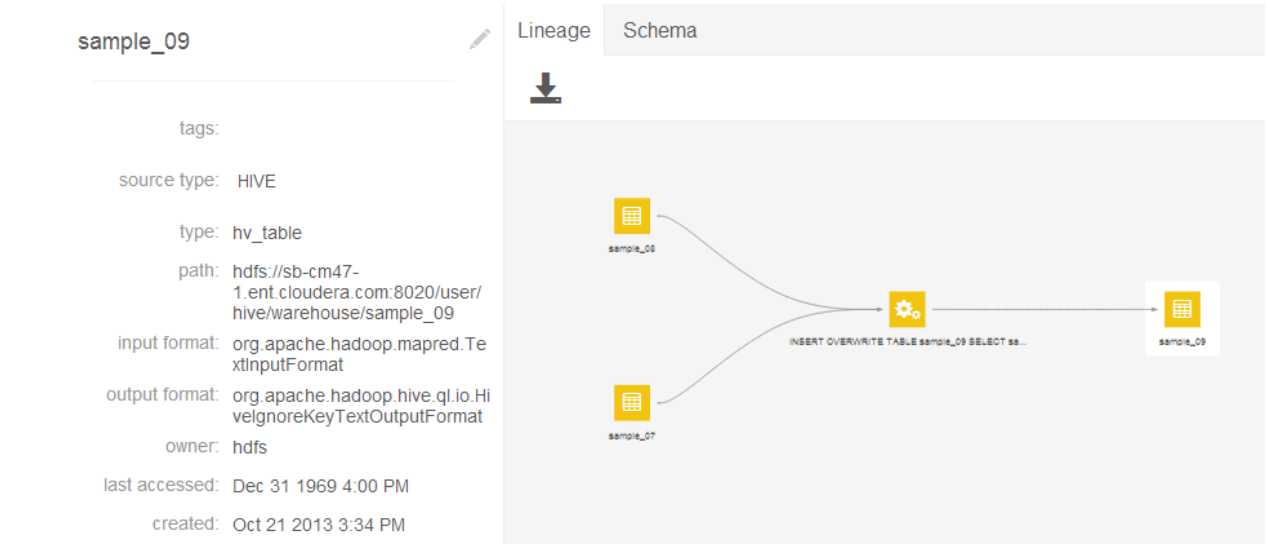 sample_09
tags:
source type: HIVE
type: hv_table
path: hdfs://sb-cm47-
1.ent.cloudera.com:8020/user/
hive/warehouse/sample_09
input format: org.apache.hadoop.mapred.Te
xtInputFormat
output format: org.apache.hadoop.hive.ql.io.Hi
veIgnoreKeyTextOutputFormat
owner: hdfs
last accessed: Dec 31 1969 4:00 PM
created: Oct 21 2013 3:34 PM
Lineage Schema
sample_08
INSERT OVERWRITE TABLE sample_09 SELECT sa...
sample_09
sample_07